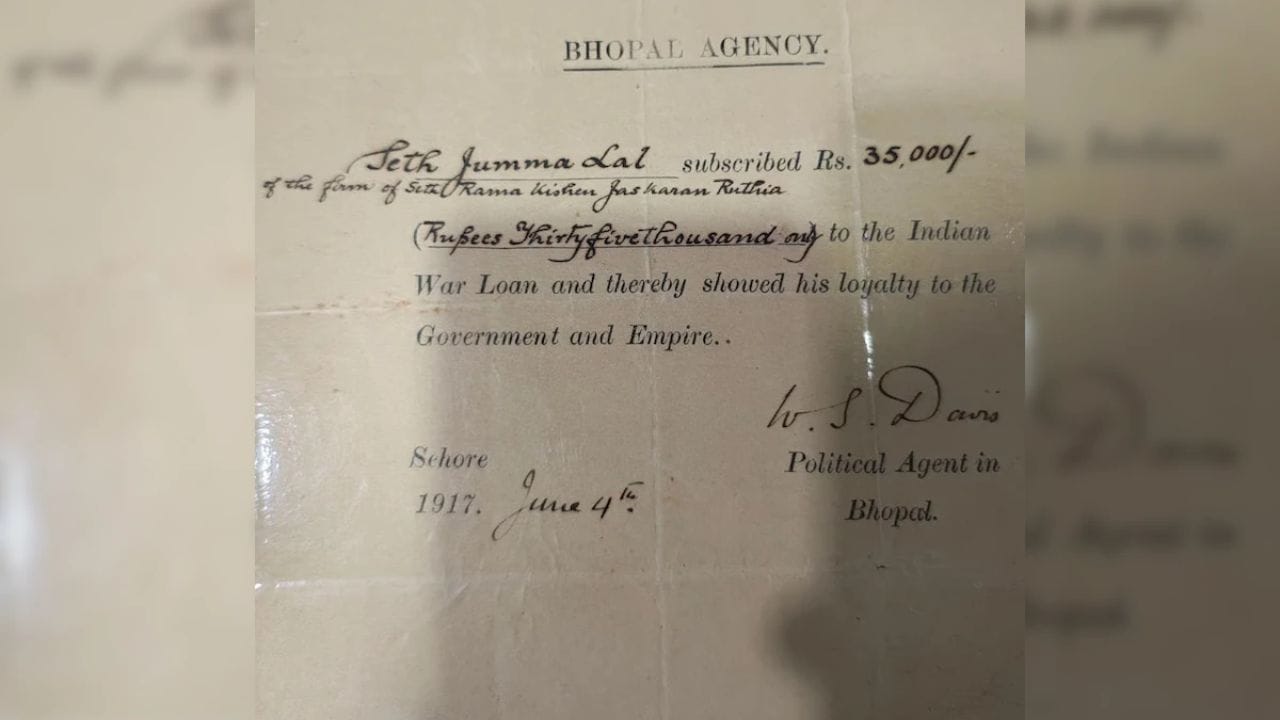 BHOPAL AGENCY.
Seth Jumma Lal subscribed Rs. 35,000/-
of the firm of Seth Rama Kishen Jaskaran Ruthia
(Rupees Thirty five thousand only) to the Indian
War Loan and thereby showed his loyalty to the
Government and Empire..
W. S. Davis
Sehore Political Agent in
1917. June 4th. Bhopal.